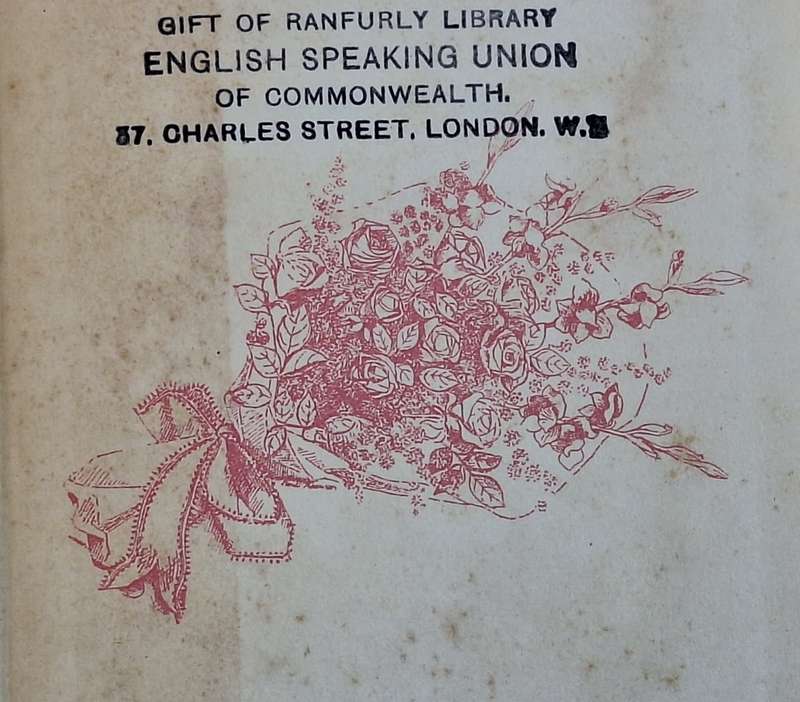 GIFT OF RANFURLY LIBRARY
ENGLISH SPEAKING UNION
OF COMMONWEALTH.
37, CHARLES STREET, LONDON. W.